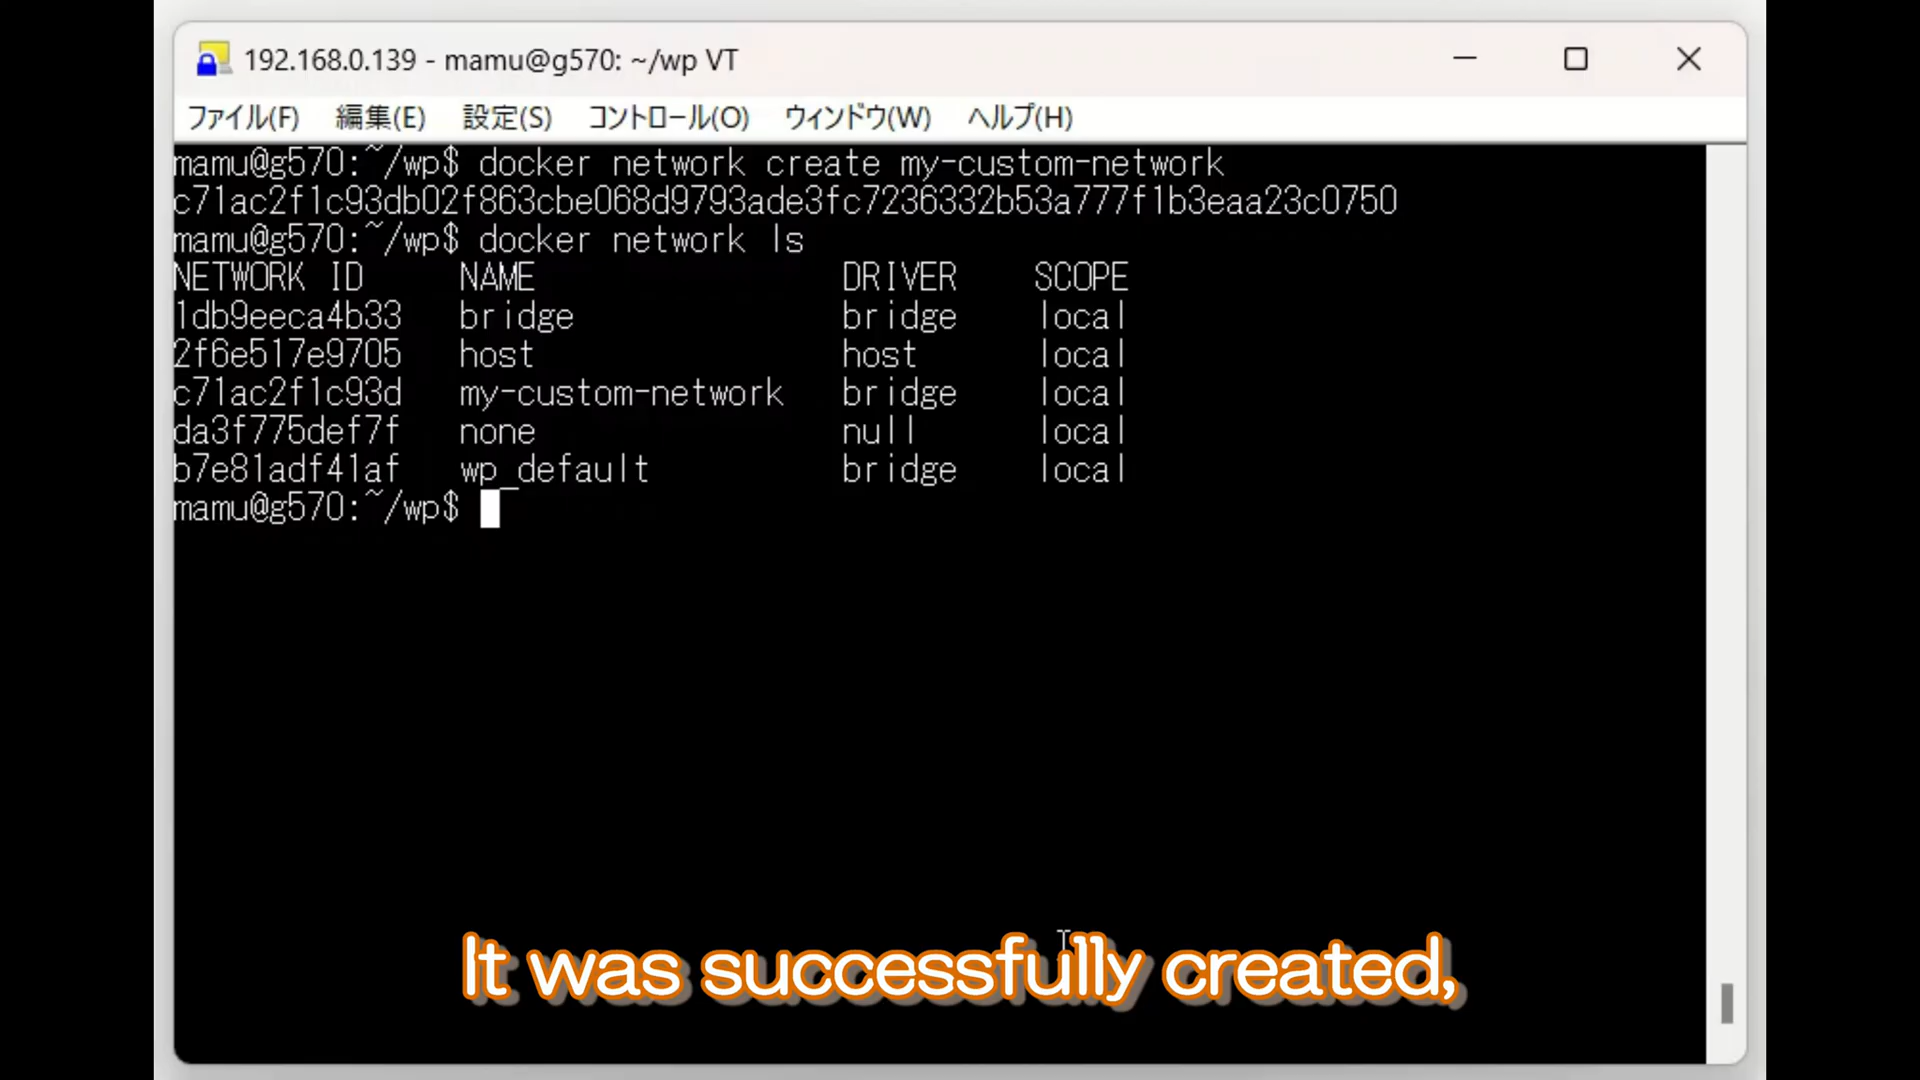 192.168.0.139 - mamu@g570: ~/wp VT
ファイル(F) 編集(E) 設定(S) コントロール(O) ウィンドウ(W) ヘルプ(H)
mamu@g570:~/wp$ docker network create my-custom-network
c71ac2f1c93db02f863cbe068d9793ade3fc7236332b53a777f1b3eaa23c0750
mamu@g570:~/wp$ docker network ls
NETWORK ID NAME DRIVER SCOPE
1db9eeca4b33 bridge bridge local
2f6e517e9705 host host local
c71ac2f1c93d my-custom-network bridge local
da3f775def7f none null local
b7e81adf41af wp_default bridge local
mamu@g570:~/wp$
It was successfully created,